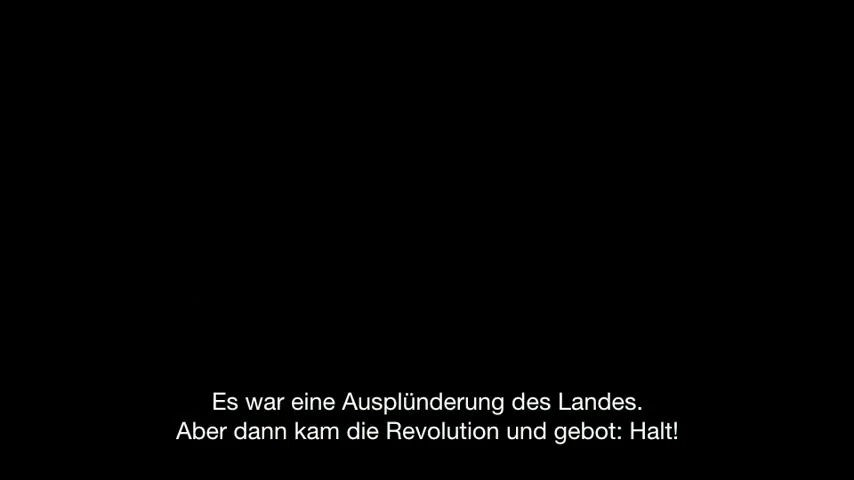 Es war eine Ausplünderung des Landes.
Aber dann kam die Revolution und gebot: Halt!